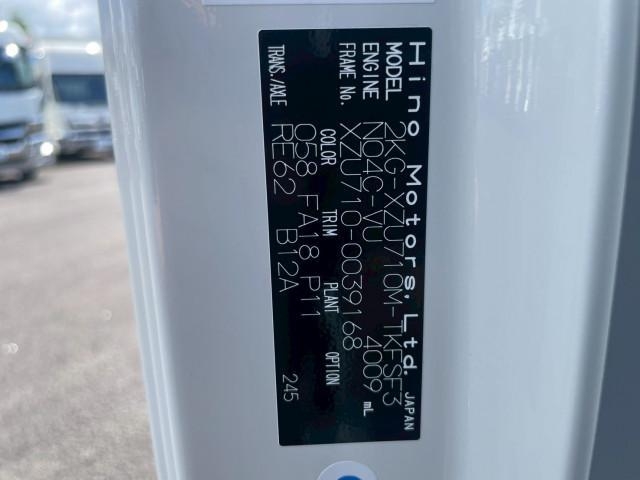 Hino Motors, Ltd. JAPAN
MODEL 2KG-XZU710M-TKFSF3
ENGINE N04C-VU 4009 mL
FRAME No. XZU710-0039168
COLOR TRIM PLANT OPTION
058 FA18 P11
TRANS./AXLE RE62 B12A 245